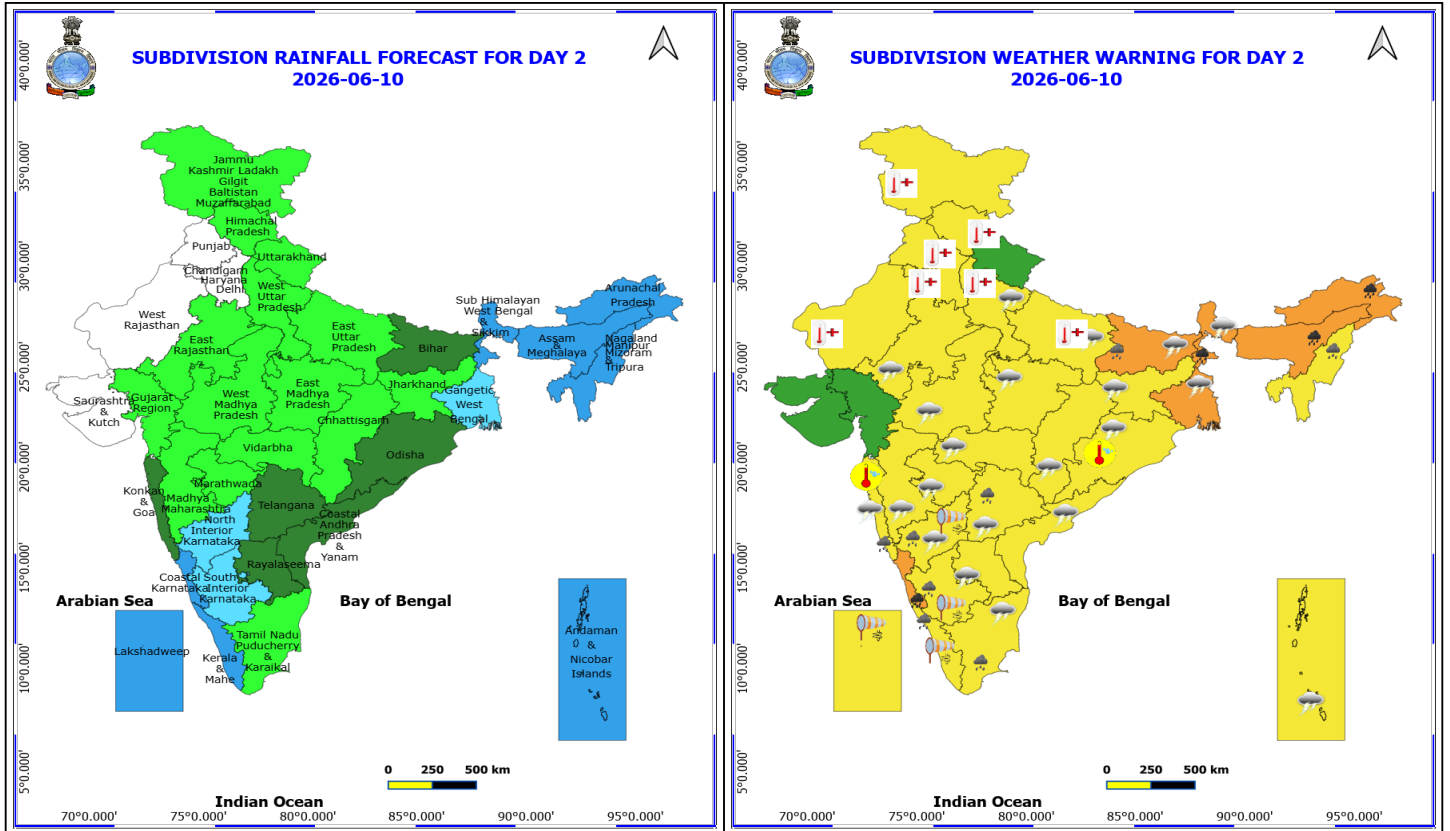 SUBDIVISION RAINFALL FORECAST FOR DAY 2
2026-06-10
40°0.000'
35°0.000'
30°0.000'
25°0.000'
20°0.000'
15°0.000'
10°0.000'
5°0.000'
Jammu
Kashmir Ladakh
Gilgit
Baltistan
Muzaffarabad
Himachal
Pradesh
Punjab
Uttarakhand
Chandigarh
Haryana
Delhi
West
Uttar
Pradesh
West
Rajasthan
East
Rajasthan
East
Uttar
Pradesh
Bihar
Sub Himalayan
West Bengal
&
Sikkim
Arunachal
Pradesh
Assam
&
Meghalaya
Nagaland
Manipur
Mizoram
&
Tripura
Jharkhand
Gangetic
West
Bengal
Saurashtra
&
Kutch
Gujarat
Region
West
Madhya
Pradesh
East
Madhya
Pradesh
Chhattisgarh
Vidarbha
Odisha
Konkan
&
Goa
Madhya
Maharashtra
Marathwada
Telangana
North
Interior
Karnataka
Coastal
Andhra
Pradesh
&
Yanam
Rayalaseema
Coastal
Karnataka
South
Interior
Karnataka
Arabian Sea
Bay of Bengal
Lakshadweep
Kerala
&
Mahe
Tamil Nadu
Puducherry
&
Karaikal
Andaman
&
Nicobar
Islands
0 250 500 km
Indian Ocean
70°0.000' 75°0.000' 80°0.000' 85°0.000' 90°0.000' 95°0.000'
SUBDIVISION WEATHER WARNING FOR DAY 2
2026-06-10
40°0.000'
35°0.000'
30°0.000'
25°0.000'
20°0.000'
15°0.000'
10°0.000'
5°0.000'
Arabian Sea
Bay of Bengal
0 250 500 km
Indian Ocean
70°0.000' 75°0.000' 80°0.000' 85°0.000' 90°0.000' 95°0.000'